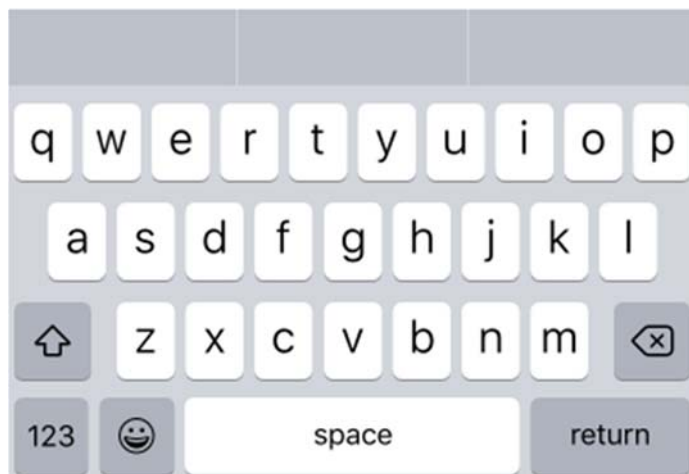 q w e r t y u i o p
a s d f g h j k l
z x c v b n m
123 space return